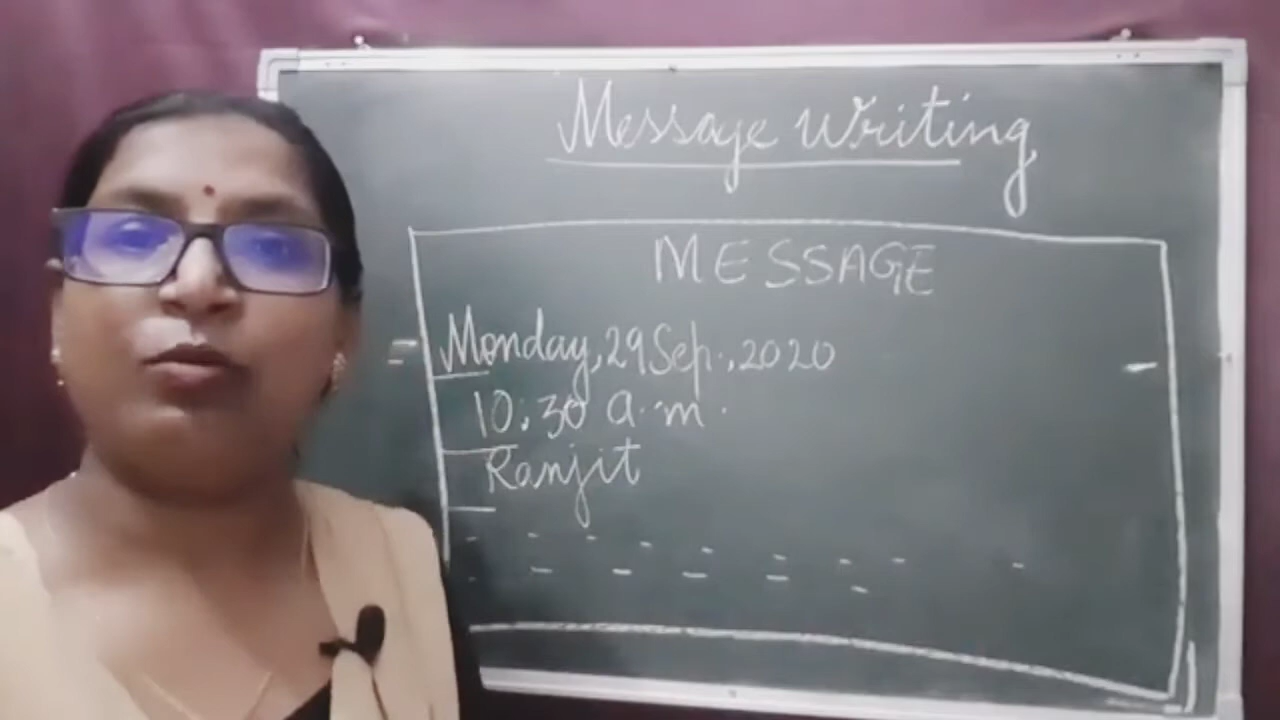 Message Writing
MESSAGE
Monday, 29 Sep., 2020
10:30 a.m.
Ranjit